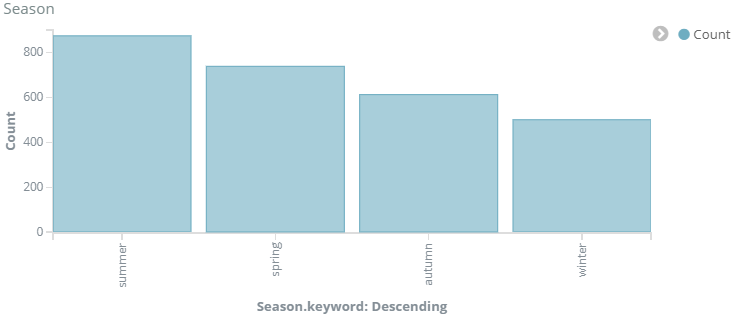 Season
Count
800
600
400
200
0
Count
summer
spring
autumn
winter
Season.keyword: Descending